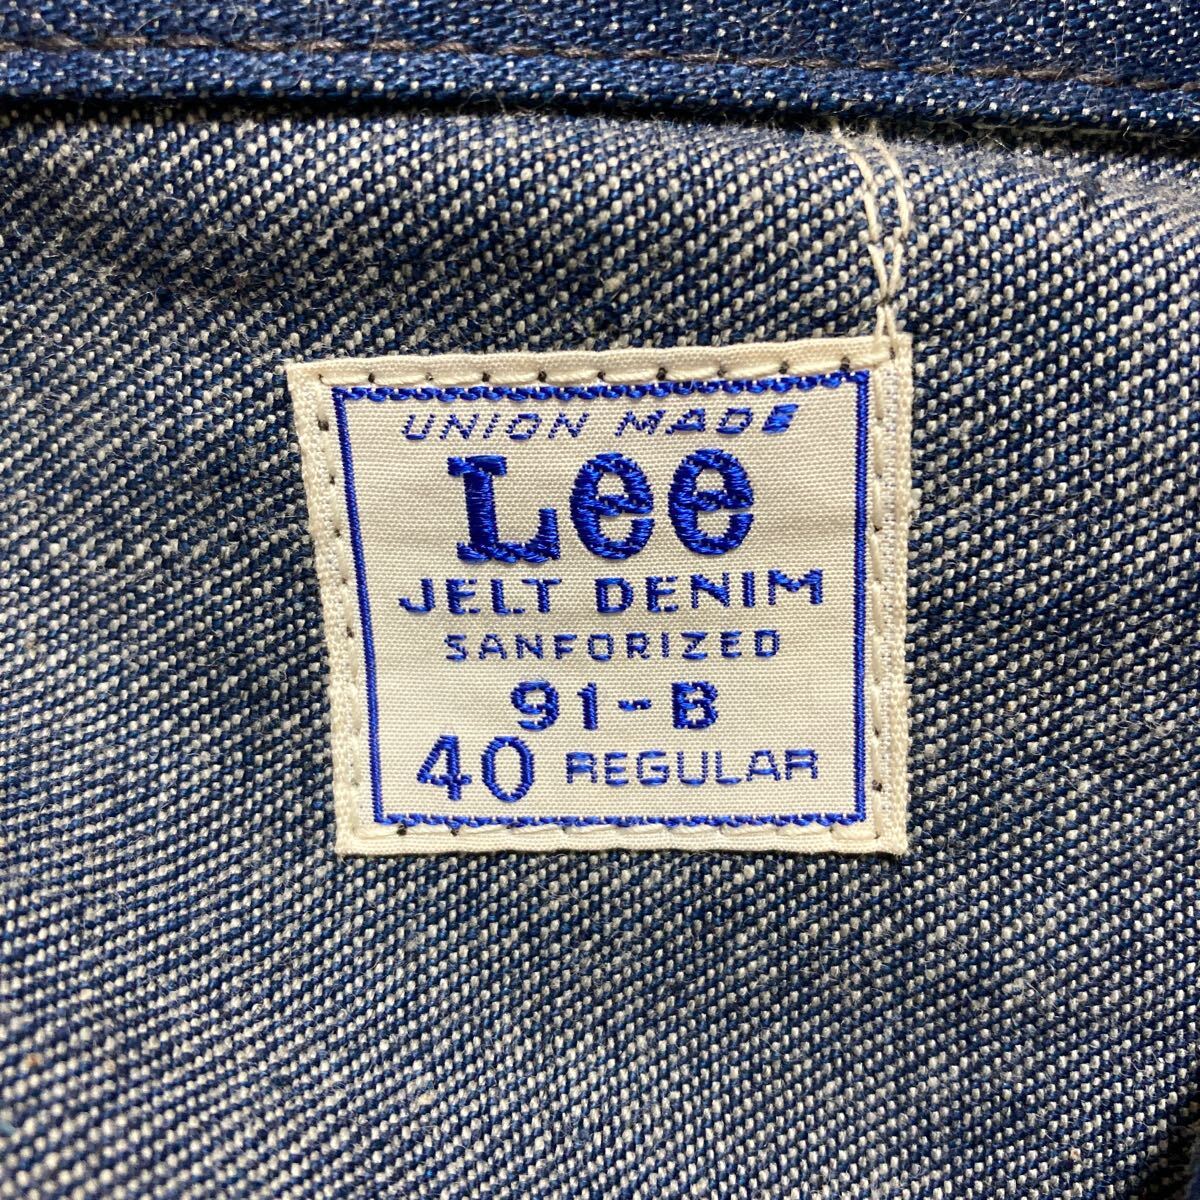 UNION MADE
Lee
JELT DENIM
SANFORIZED
91-B
40 REGULAR